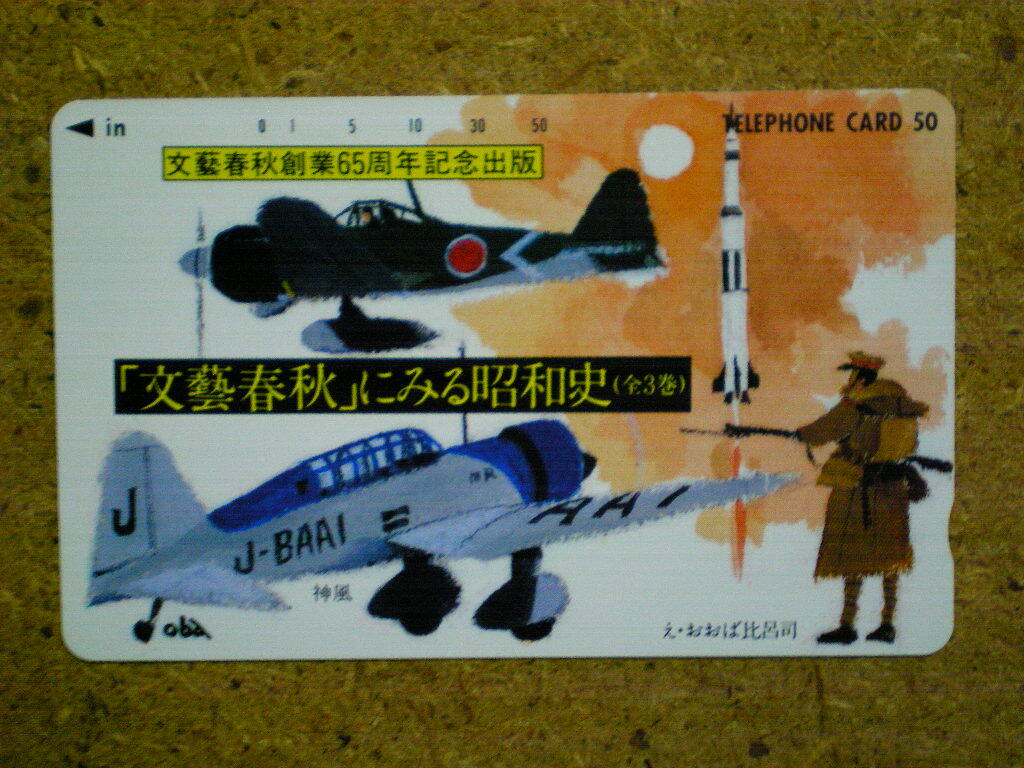 in
0 1 5 10 30 50
TELEPHONE CARD 50
文藝春秋創業65周年記念出版
「文藝春秋」にみる昭和史(全3巻)
J
J-BAAI
AAI
神風
oba
え・おおば比呂司